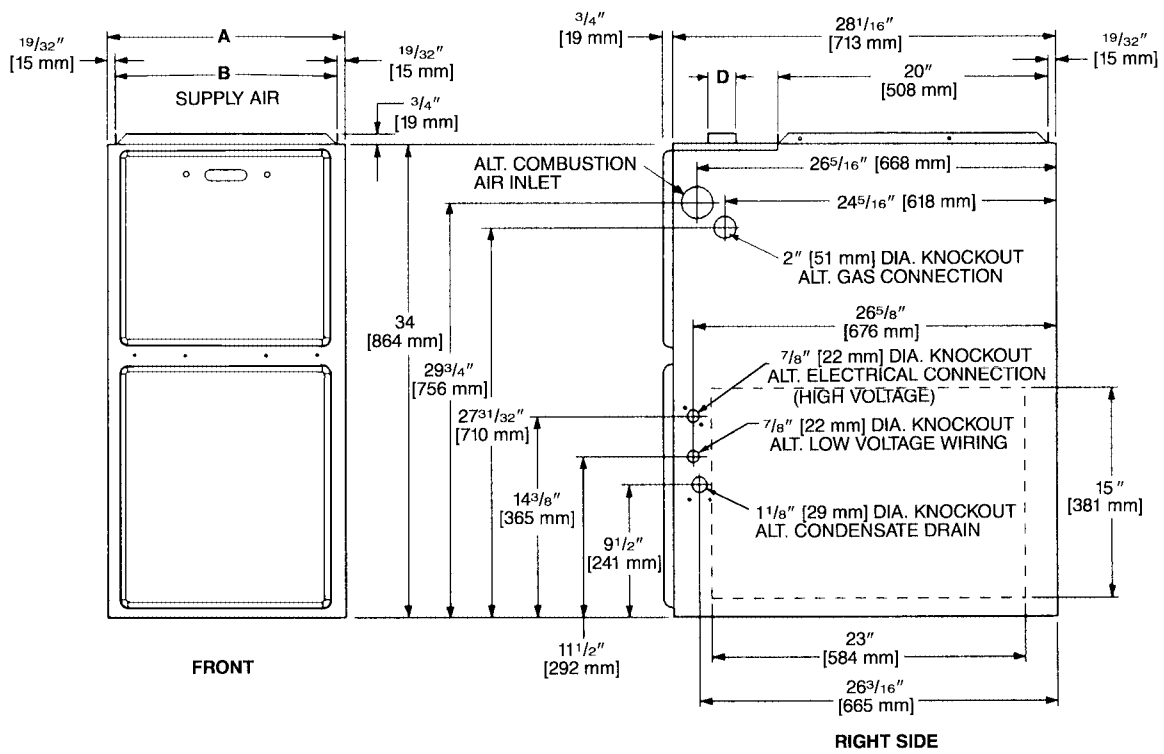 A
19/32″
[15 mm]
B
19/32″
[15 mm]
SUPPLY AIR
3/4″
[19 mm]
34
[864 mm]
29 3/4″
[756 mm]
27 31/32″
[710 mm]
14 3/8″
[365 mm]
9 1/2″
[241 mm]
11 1/2″
[292 mm]
FRONT
3/4″
[19 mm]
28 1/16″
[713 mm]
19/32″
[15 mm]
D
20″
[508 mm]
ALT. COMBUSTION
AIR INLET
26 5/16″ [668 mm]
24 5/16″ [618 mm]
2″ [51 mm] DIA. KNOCKOUT
ALT. GAS CONNECTION
26 5/8″
[676 mm]
7/8″ [22 mm] DIA. KNOCKOUT
ALT. ELECTRICAL CONNECTION
(HIGH VOLTAGE)
7/8″ [22 mm] DIA. KNOCKOUT
ALT. LOW VOLTAGE WIRING
1 1/8″ [29 mm] DIA. KNOCKOUT
ALT. CONDENSATE DRAIN
15″
[381 mm]
23″
[584 mm]
26 3/16″
[665 mm]
RIGHT SIDE